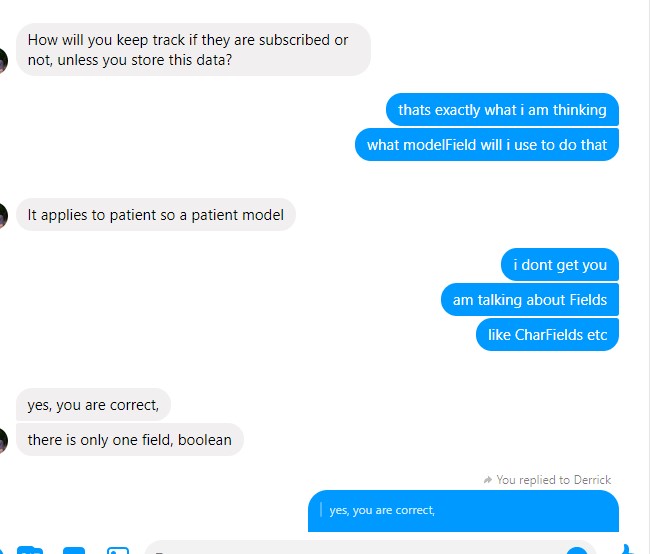 How will you keep track if they are subscribed or
not, unless you store this data?
thats exactly what i am thinking
what modelField will i use to do that
It applies to patient so a patient model
i dont get you
am talking about Fields
like CharFields etc
yes, you are correct,
there is only one field, boolean
You replied to Derrick
yes, you are correct,